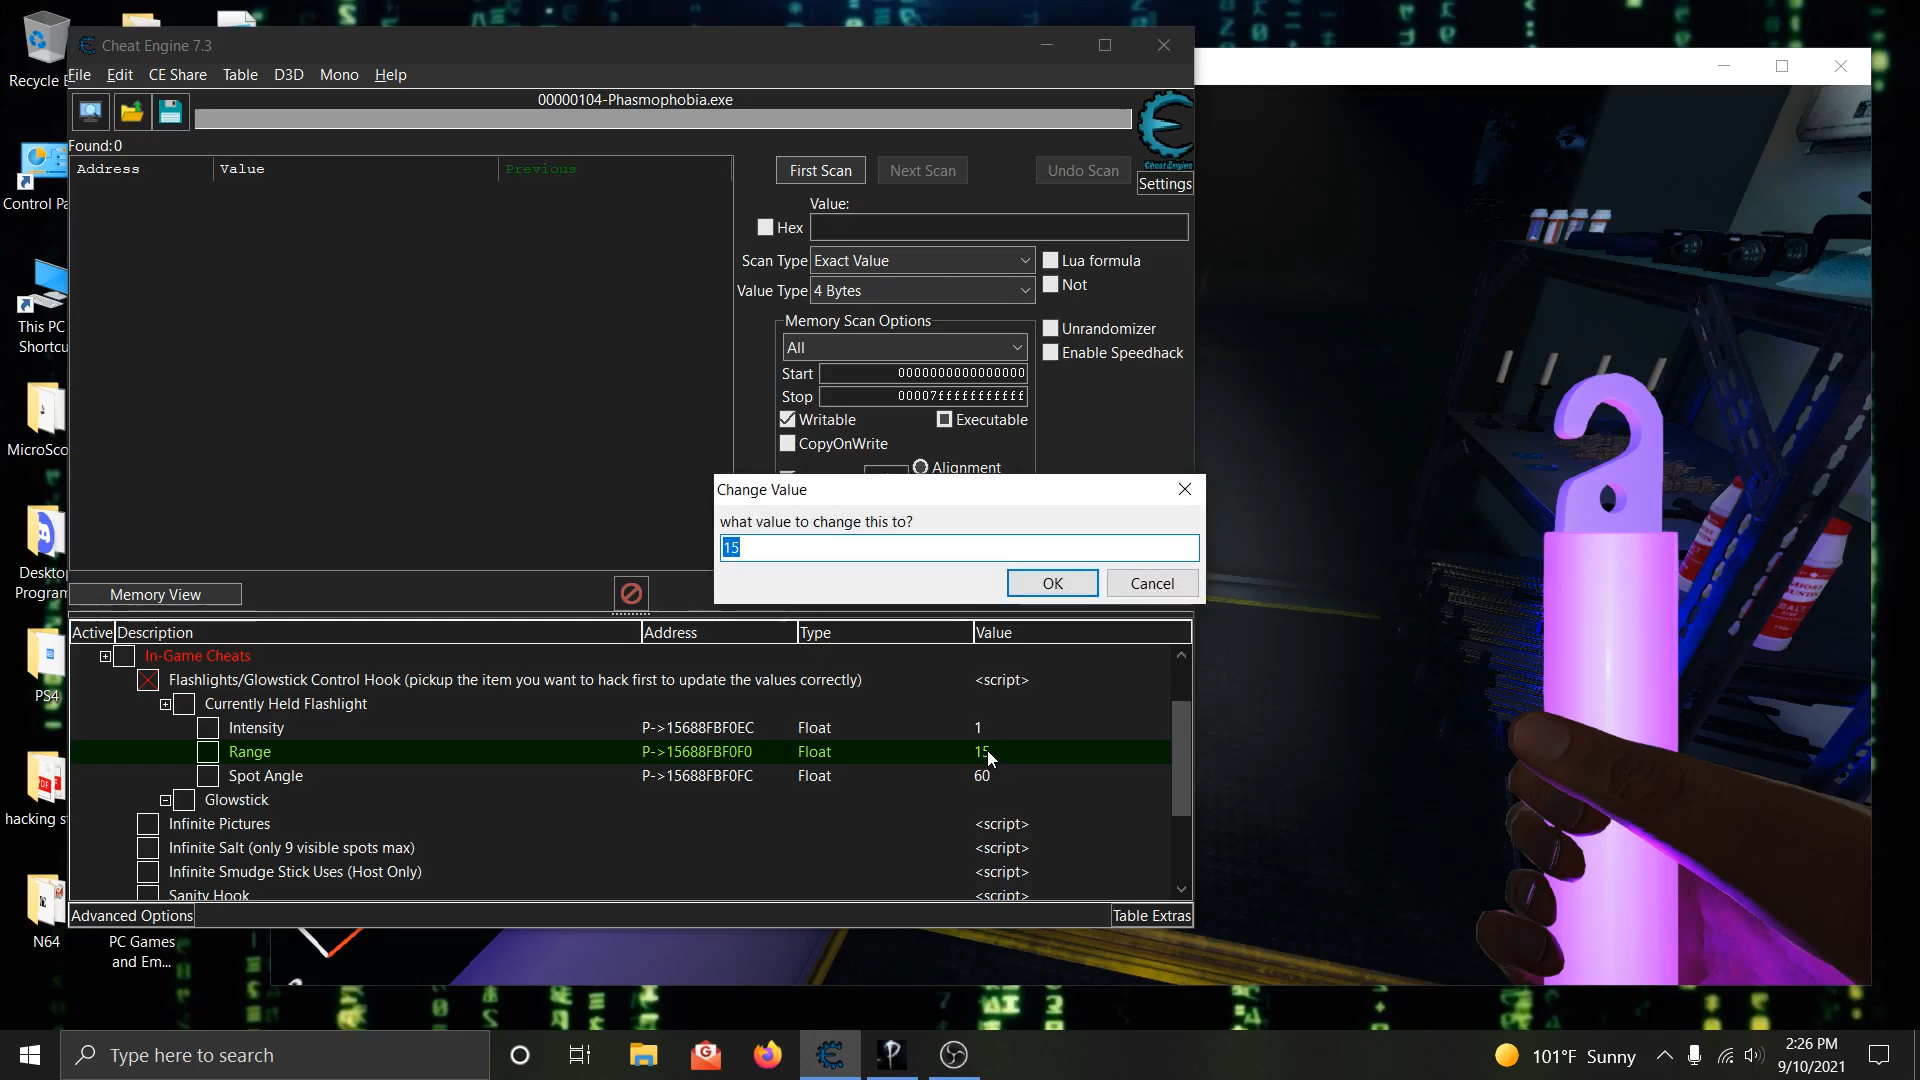 Recycle B
Control Pa
This PC
Shortcu
MicroSco
Deskto
Program
PS4
hacking st
N64
PC Games
and Em...
Cheat Engine 7.3
File Edit CE Share Table D3D Mono Help
00000104-Phasmophobia.exe
Cheat Engine
Settings
Found:0
Address Value Previous
First Scan Next Scan Undo Scan
Value:
Hex
Scan Type Exact Value
Lua formula
Not
Value Type 4 Bytes
Memory Scan Options
All
Unrandomizer
Enable Speedhack
Start 0000000000000000
Stop 00007fffffffffff
Writable Executable
CopyOnWrite
Alignment
Change Value
what value to change this to?
15
OK Cancel
Memory View
Active Description Address Type Value
In-Game Cheats
Flashlights/Glowstick Control Hook (pickup the item you want to hack first to update the values correctly) <script>
Currently Held Flashlight
Intensity P->15688FBF0EC Float 1
Range P->15688FBF0F0 Float 15
Spot Angle P->15688FBF0FC Float 60
Glowstick
Infinite Pictures <script>
Infinite Salt (only 9 visible spots max) <script>
Infinite Smudge Stick Uses (Host Only) <script>
Sanity Hook <script>
Advanced Options Table Extras
SALT
Type here to search
101°F Sunny
2:26 PM
9/10/2021